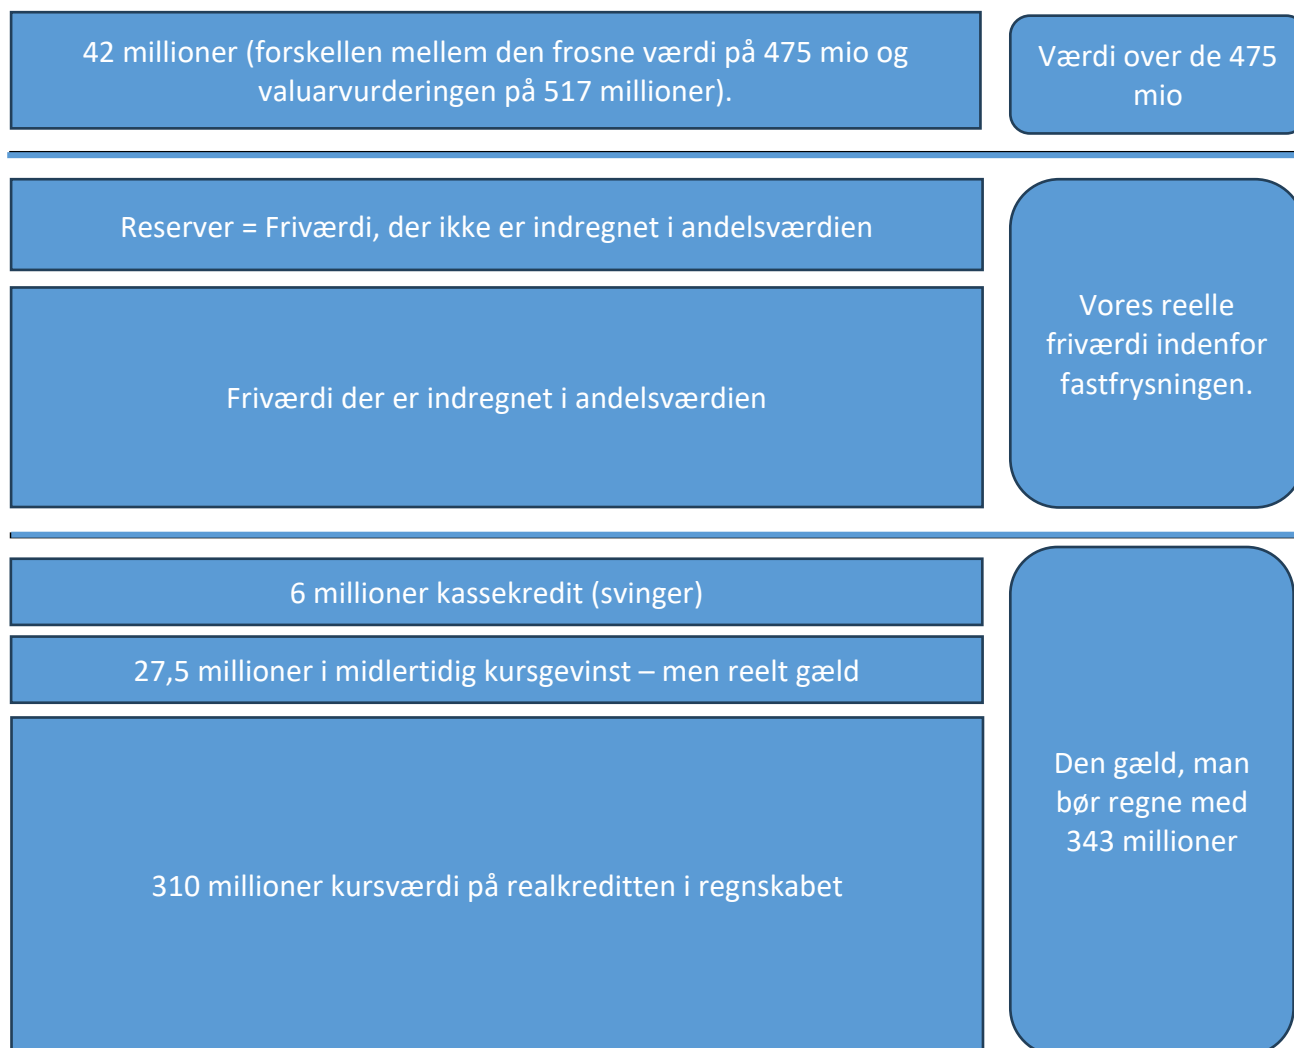 42 millioner (forskellen mellem den frosne værdi på 475 mio og
valuarvurderingen på 517 millioner).
Værdi over de 475
mio
Reserver = Friværdi, der ikke er indregnet i andelsværdien
Friværdi der er indregnet i andelsværdien
Vores reelle
friværdi indenfor
fastfrysningen.
6 millioner kassekredit (svinger)
27,5 millioner i midlertidig kursgevinst – men reelt gæld
310 millioner kursværdi på realkreditten i regnskabet
Den gæld, man
bør regne med
343 millioner